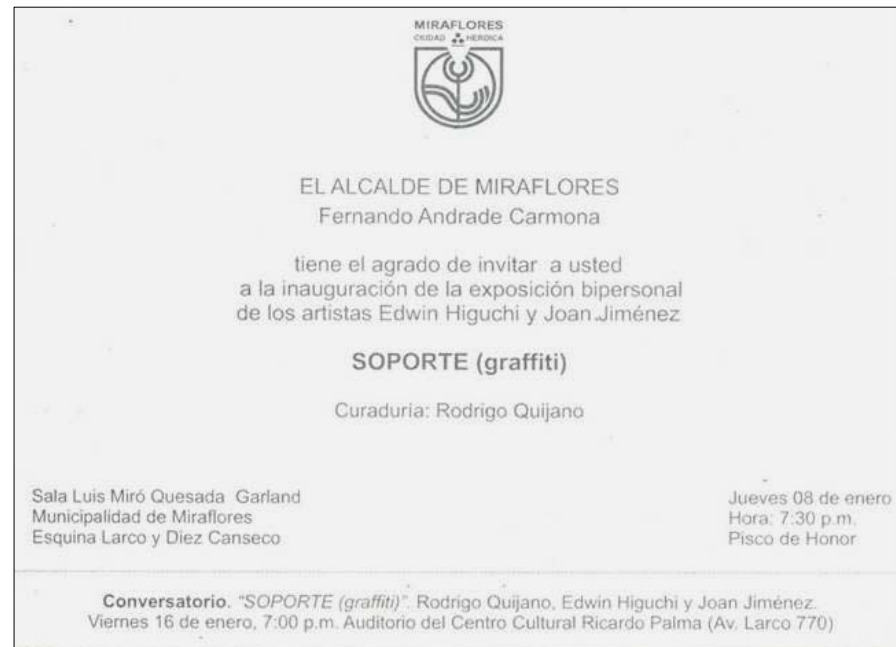 MIRAFLORES
CIUDAD HEROICA
EL ALCALDE DE MIRAFLORES
Fernando Andrade Carmona
tiene el agrado de invitar a usted
a la inauguración de la exposición bipersonal
de los artistas Edwin Higuchi y Joan Jiménez
SOPORTE (graffiti)
Curaduría: Rodrigo Quijano
Sala Luis Miró Quesada Garland
Municipalidad de Miraflores
Esquina Larco y Diez Canseco
Jueves 08 de enero
Hora: 7:30 p.m.
Pisco de Honor
Conversatorio. "SOPORTE (graffiti)". Rodrigo Quijano, Edwin Higuchi y Joan Jiménez.
Viernes 16 de enero, 7:00 p.m. Auditorio del Centro Cultural Ricardo Palma (Av. Larco 770)